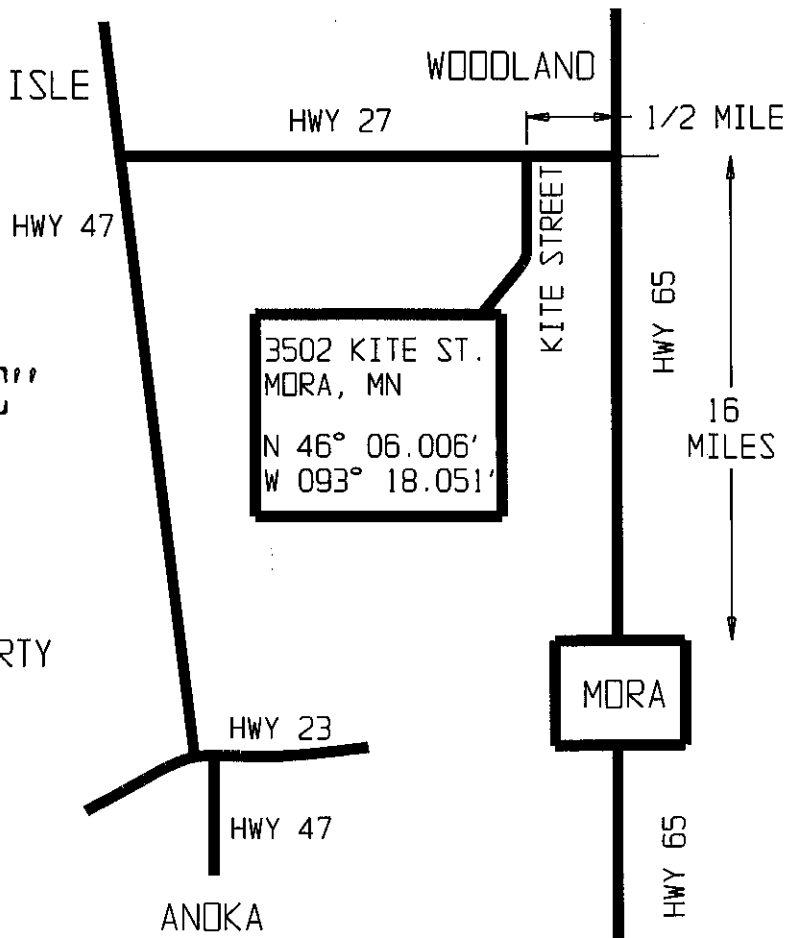 WOODLAND
ISLE
HWY 27
1/2 MILE
HWY 47
KITE STREET
HWY 65
3502 KITE ST.
MORA, MN
N 46° 06.006'
W 093° 18.051'
16
MILES
MORA
HWY 23
HWY 47
HWY 65
ANOKA